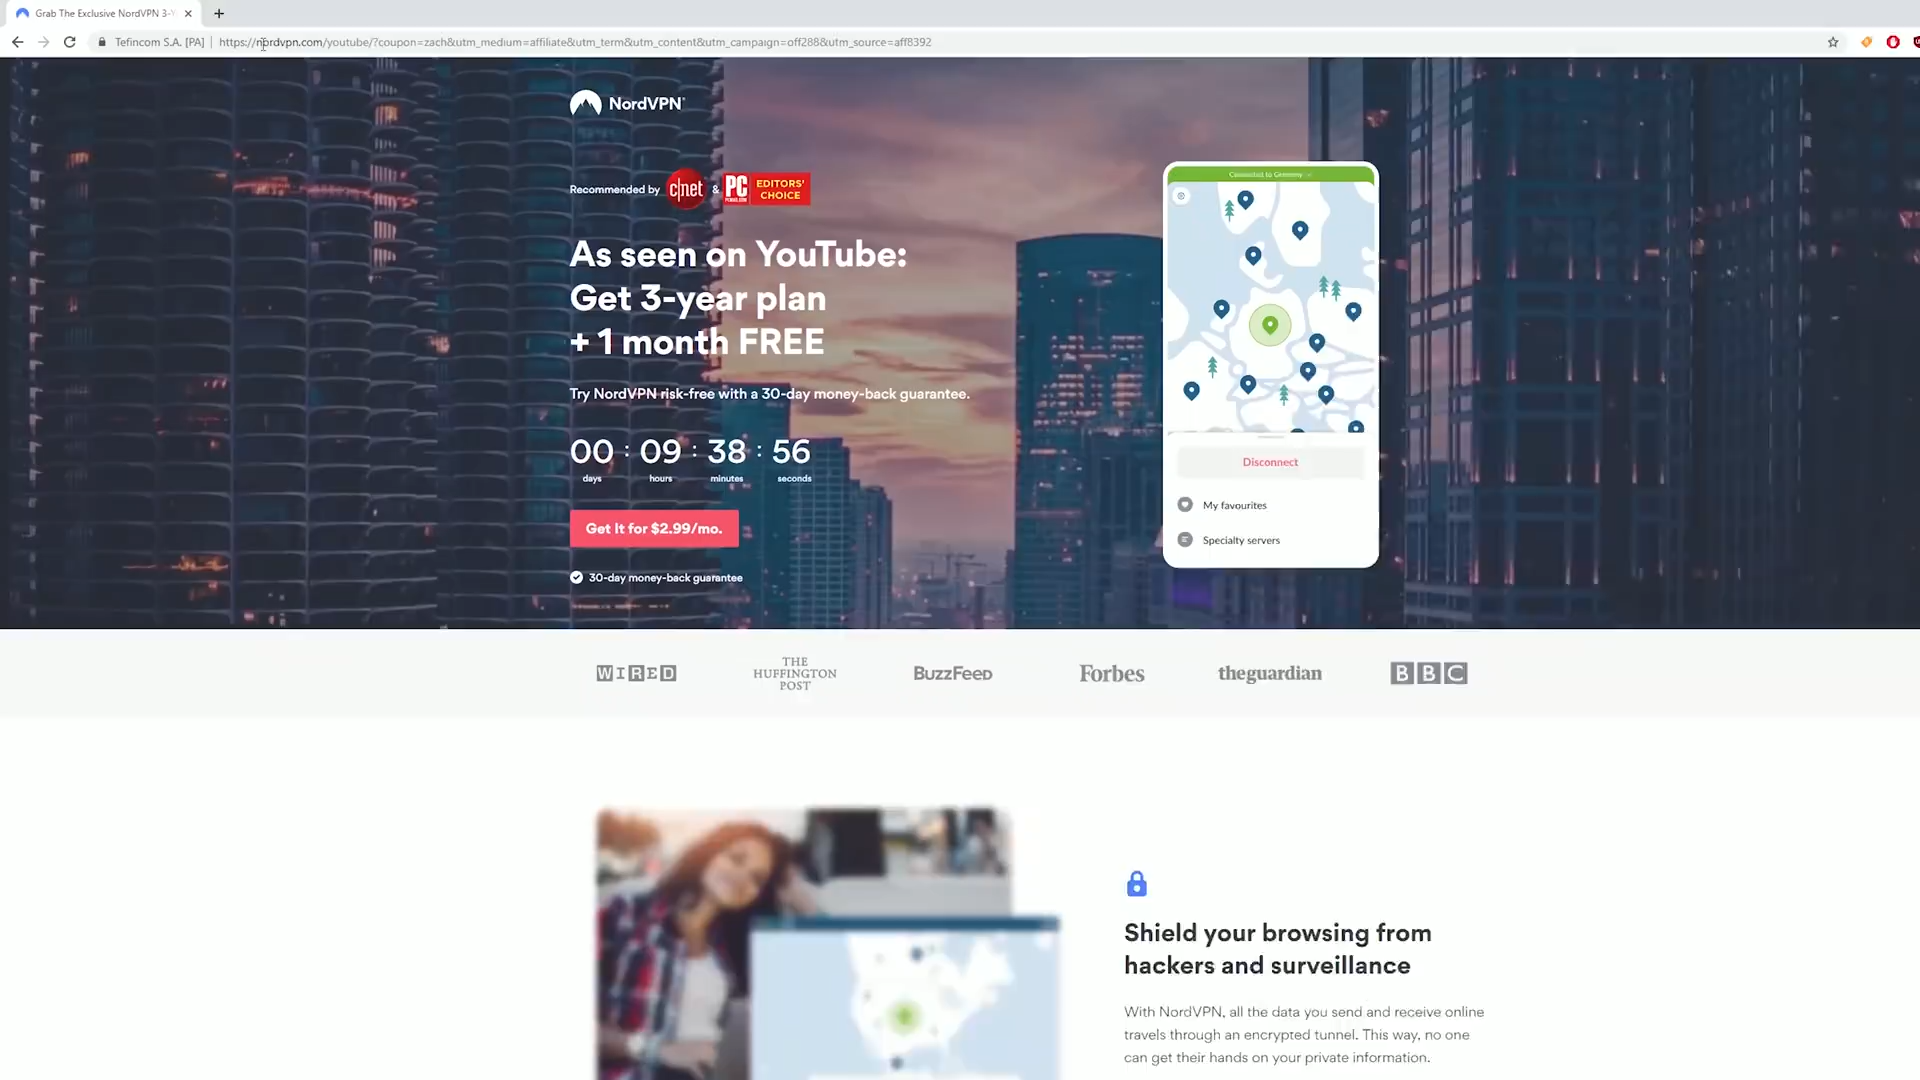 Grab The Exclusive NordVPN 3-Y
Tefincom S.A. [PA] | https://nordvpn.com/youtube/?coupon=zach&utm_medium=affiliate&utm_term&utm_content&utm_campaign=off288&utm_source=aff8392
NordVPN
Recommended by c|net & PC PCMAG.COM EDITORS' CHOICE
As seen on YouTube:
Get 3-year plan
+ 1 month FREE
Try NordVPN risk-free with a 30-day money-back guarantee.
00 : 09 : 38 : 56
days hours minutes seconds
Get It for $2.99/mo.
30-day money-back guarantee
Connected to Germany
Disconnect
My favourites
Specialty servers
WIRED
THE
HUFFINGTON
POST
BuzzFeed
Forbes
theguardian
BBC
Shield your browsing from
hackers and surveillance
With NordVPN, all the data you send and receive online
travels through an encrypted tunnel. This way, no one
can get their hands on your private information.